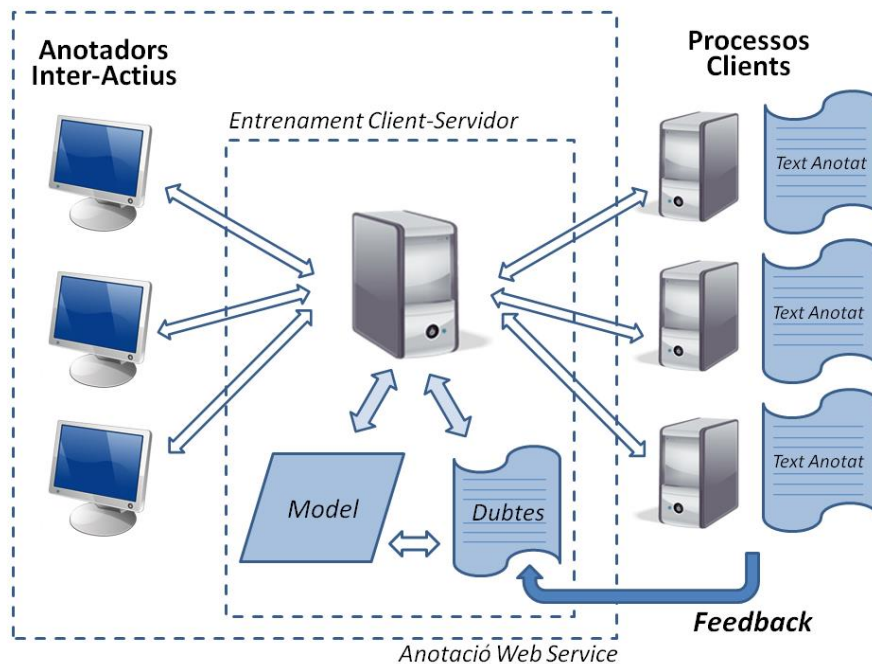 Anotadors
Inter-Actius
Processos
Clients
Entrenament Client-Servidor
Text Anotat
Text Anotat
Text Anotat
Model
Dubtes
Feedback
Anotació Web Service